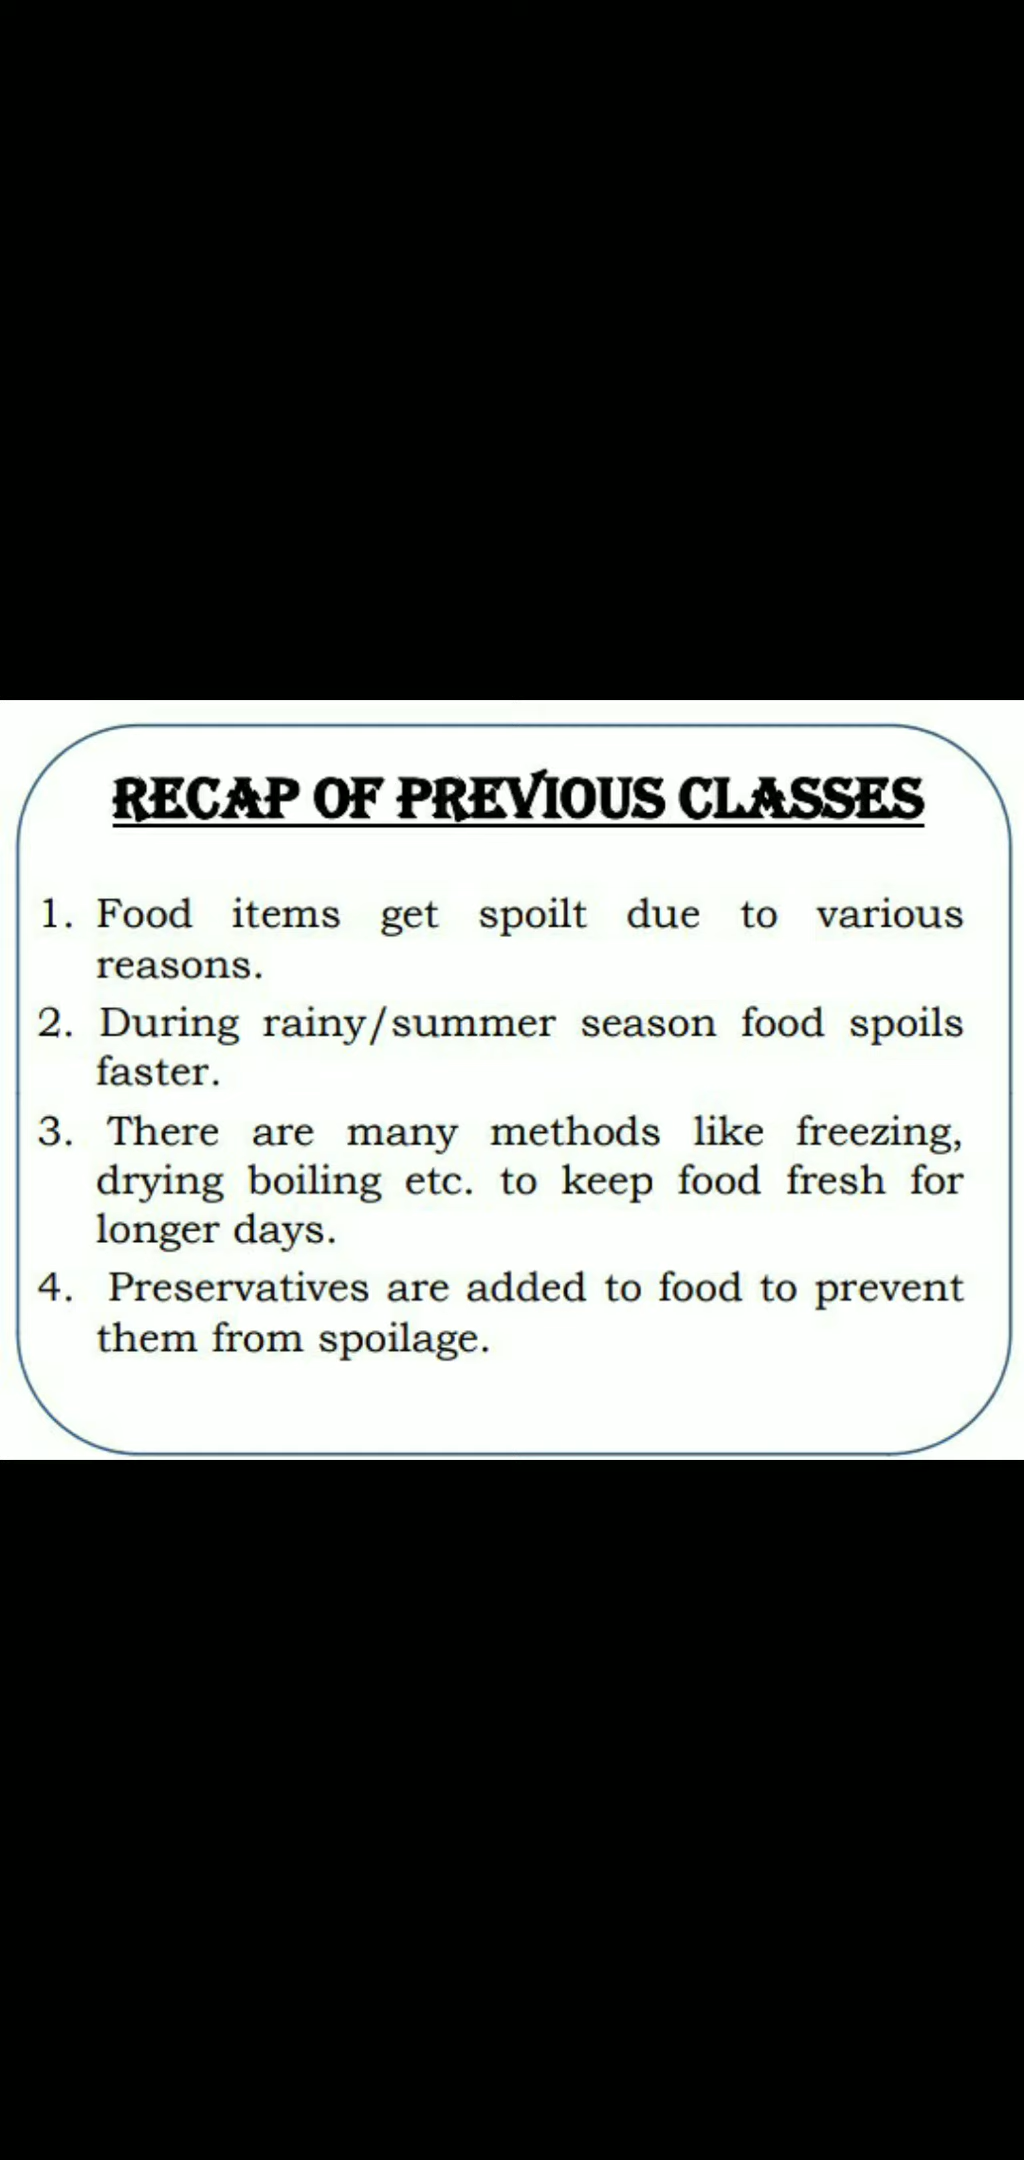 RECAP OF PREVIOUS CLASSES
1. Food items get spoilt due to various
reasons.
2. During rainy/summer season food spoils
faster.
3. There are many methods like freezing,
drying boiling etc. to keep food fresh for
longer days.
4. Preservatives are added to food to prevent
them from spoilage.